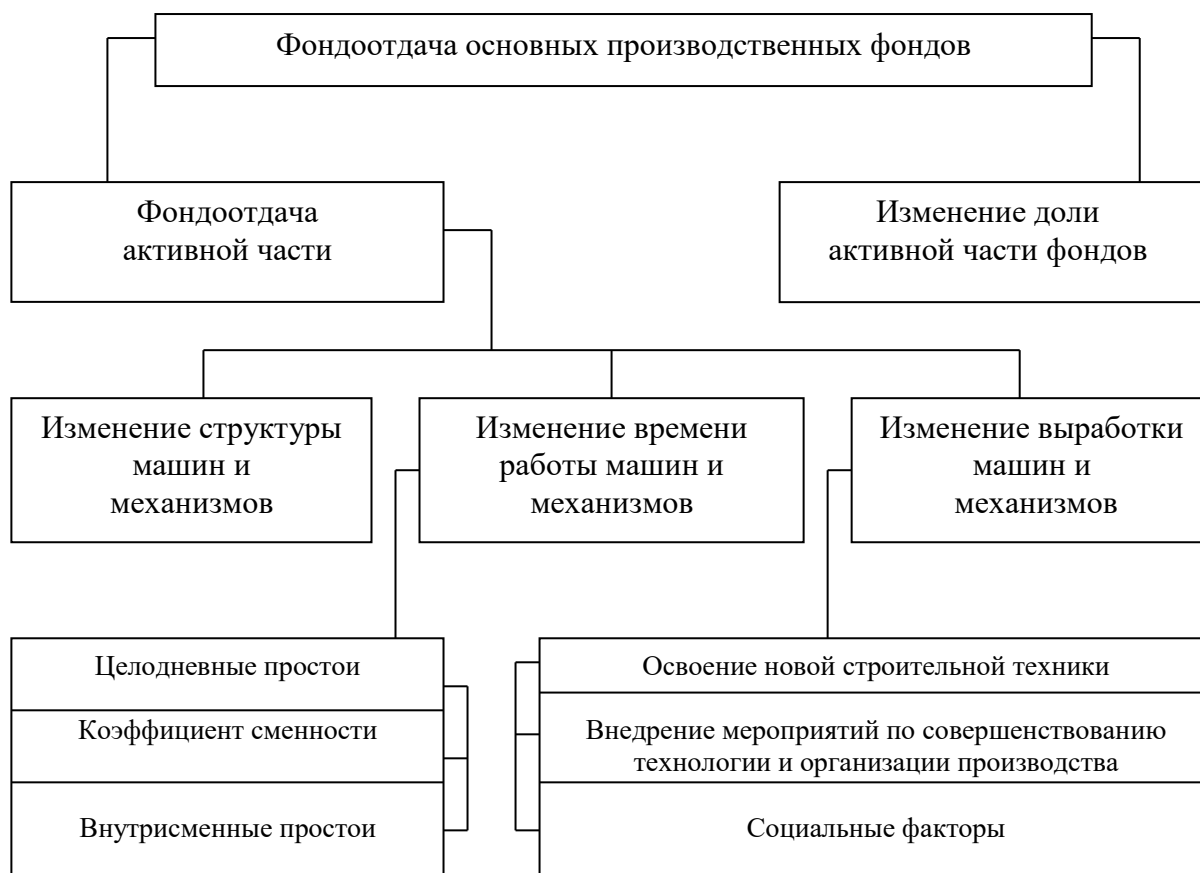 Фондоотдача основных производственных фондов
Фондоотдача
активной части
Изменение доли
активной части фондов
Изменение структуры
машин и
механизмов
Изменение времени
работы машин и
механизмов
Изменение выработки
машин и
механизмов
Целодневные простои
Коэффициент сменности
Внутрисменные простои
Освоение новой строительной техники
Внедрение мероприятий по совершенствованию
технологии и организации производства
Социальные факторы